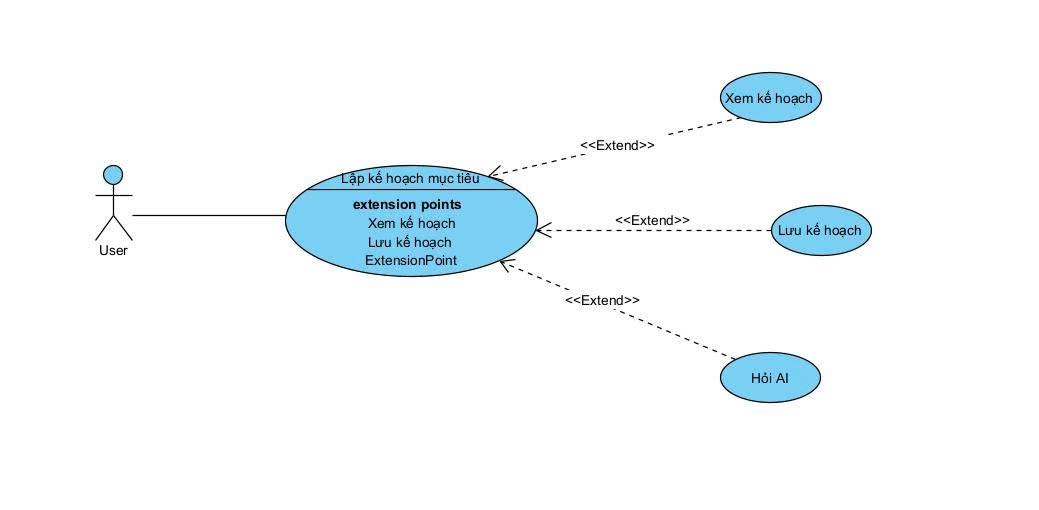 Xem kế hoạch
<<Extend>>
Lập kế hoạch mục tiêu
extension points
Xem kế hoạch
Lưu kế hoạch
ExtensionPoint
User
<<Extend>>
Lưu kế hoạch
<<Extend>>
Hỏi AI